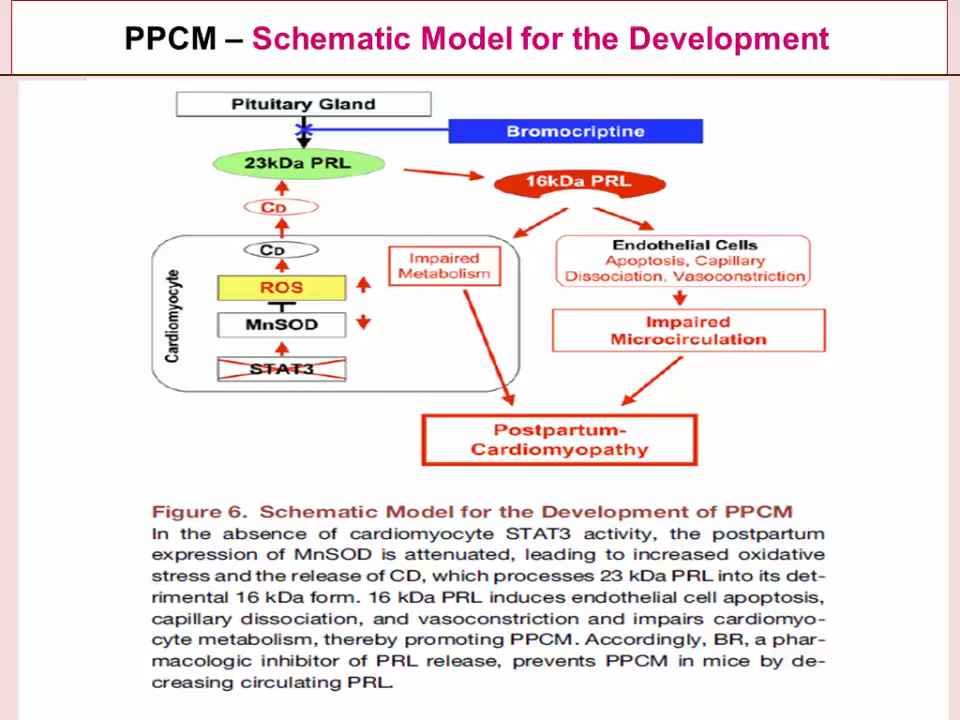 PPCM – Schematic Model for the Development
Pituitary Gland
Bromocriptine
23kDa PRL
16kDa PRL
CD
CD
Cardiomyocyte
ROS
MnSOD
STAT3
Impaired
Metabolism
Endothelial Cells
Apoptosis, Capillary
Dissociation, Vasoconstriction
Impaired
Microcirculation
Postpartum-
Cardiomyopathy
Figure 6. Schematic Model for the Development of PPCM
In the absence of cardiomyocyte STAT3 activity, the postpartum
expression of MnSOD is attenuated, leading to increased oxidative
stress and the release of CD, which processes 23 kDa PRL into its det-
rimental 16 kDa form. 16 kDa PRL induces endothelial cell apoptosis,
capillary dissociation, and vasoconstriction and impairs cardiomyo-
cyte metabolism, thereby promoting PPCM. Accordingly, BR, a phar-
macologic inhibitor of PRL release, prevents PPCM in mice by de-
creasing circulating PRL.